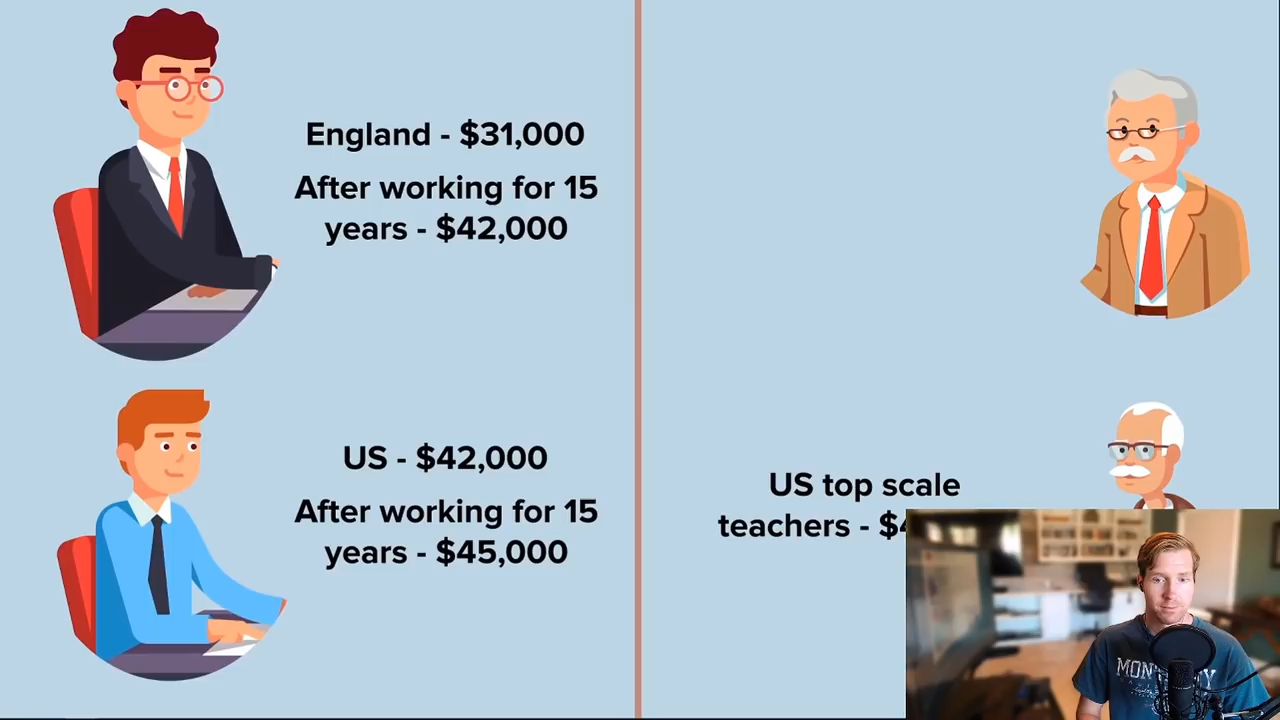 England - $31,000
After working for 15
years - $42,000
US - $42,000
After working for 15
years - $45,000
US top scale
teachers -